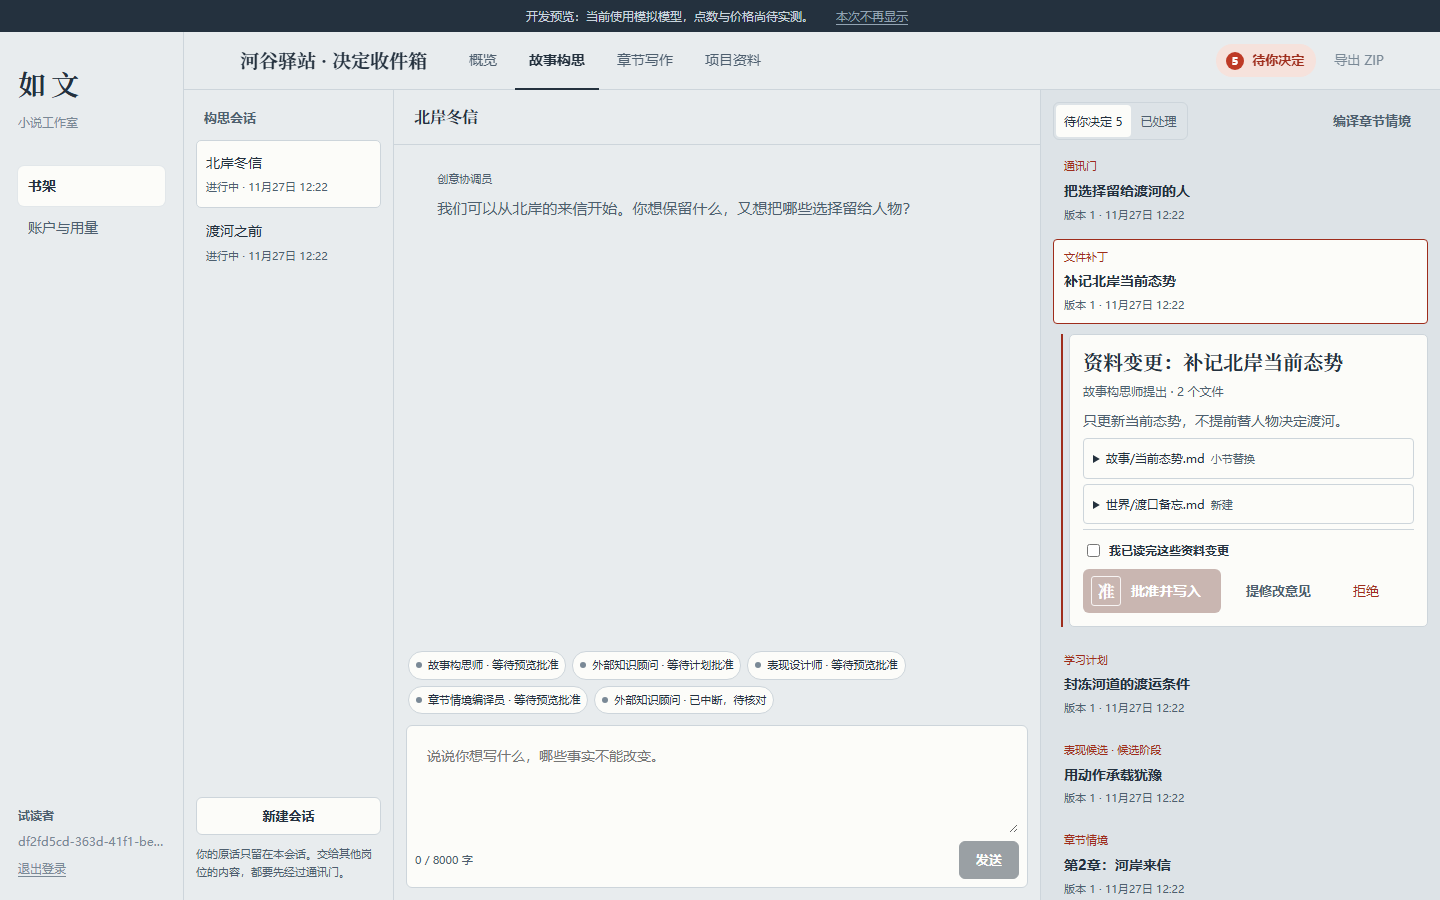 开发预览：当前使用模拟模型，点数与价格尚待实测。 本次不再显示
如文
小说工作室
书架
账户与用量
试读者
df2fd5cd-363d-41f1-be...
退出登录
河谷驿站 · 决定收件箱 概览 故事构思 章节写作 项目资料 5 待你决定 导出 ZIP
构思会话
北岸冬信
进行中 · 11月27日 12:22
渡河之前
进行中 · 11月27日 12:22
新建会话
你的原话只留在本会话。交给其他岗
位的内容，都要先经过通讯门。
北岸冬信
创意协调员
我们可以从北岸的来信开始。你想保留什么，又想把哪些选择留给人物？
故事构思师 · 等待预览批准 外部知识顾问 · 等待计划批准 表现设计师 · 等待预览批准
章节情境编译员 · 等待预览批准 外部知识顾问 · 已中断，待核对
说说你想写什么，哪些事实不能改变。
0 / 8000 字 发送
待你决定 5 已处理 编译章节情境
通讯门
把选择留给渡河的人
版本 1 · 11月27日 12:22
文件补丁
补记北岸当前态势
版本 1 · 11月27日 12:22
资料变更：补记北岸当前态势
故事构思师提出 · 2 个文件
只更新当前态势，不提前替人物决定渡河。
▶ 故事/当前态势.md 小节替换
▶ 世界/渡口备忘.md 新建
我已读完这些资料变更
准 批准并写入 提修改意见 拒绝
学习计划
封冻河道的渡运条件
版本 1 · 11月27日 12:22
表现候选 · 候选阶段
用动作承载犹豫
版本 1 · 11月27日 12:22
章节情境
第2章：河岸来信
版本 1 · 11月27日 12:22